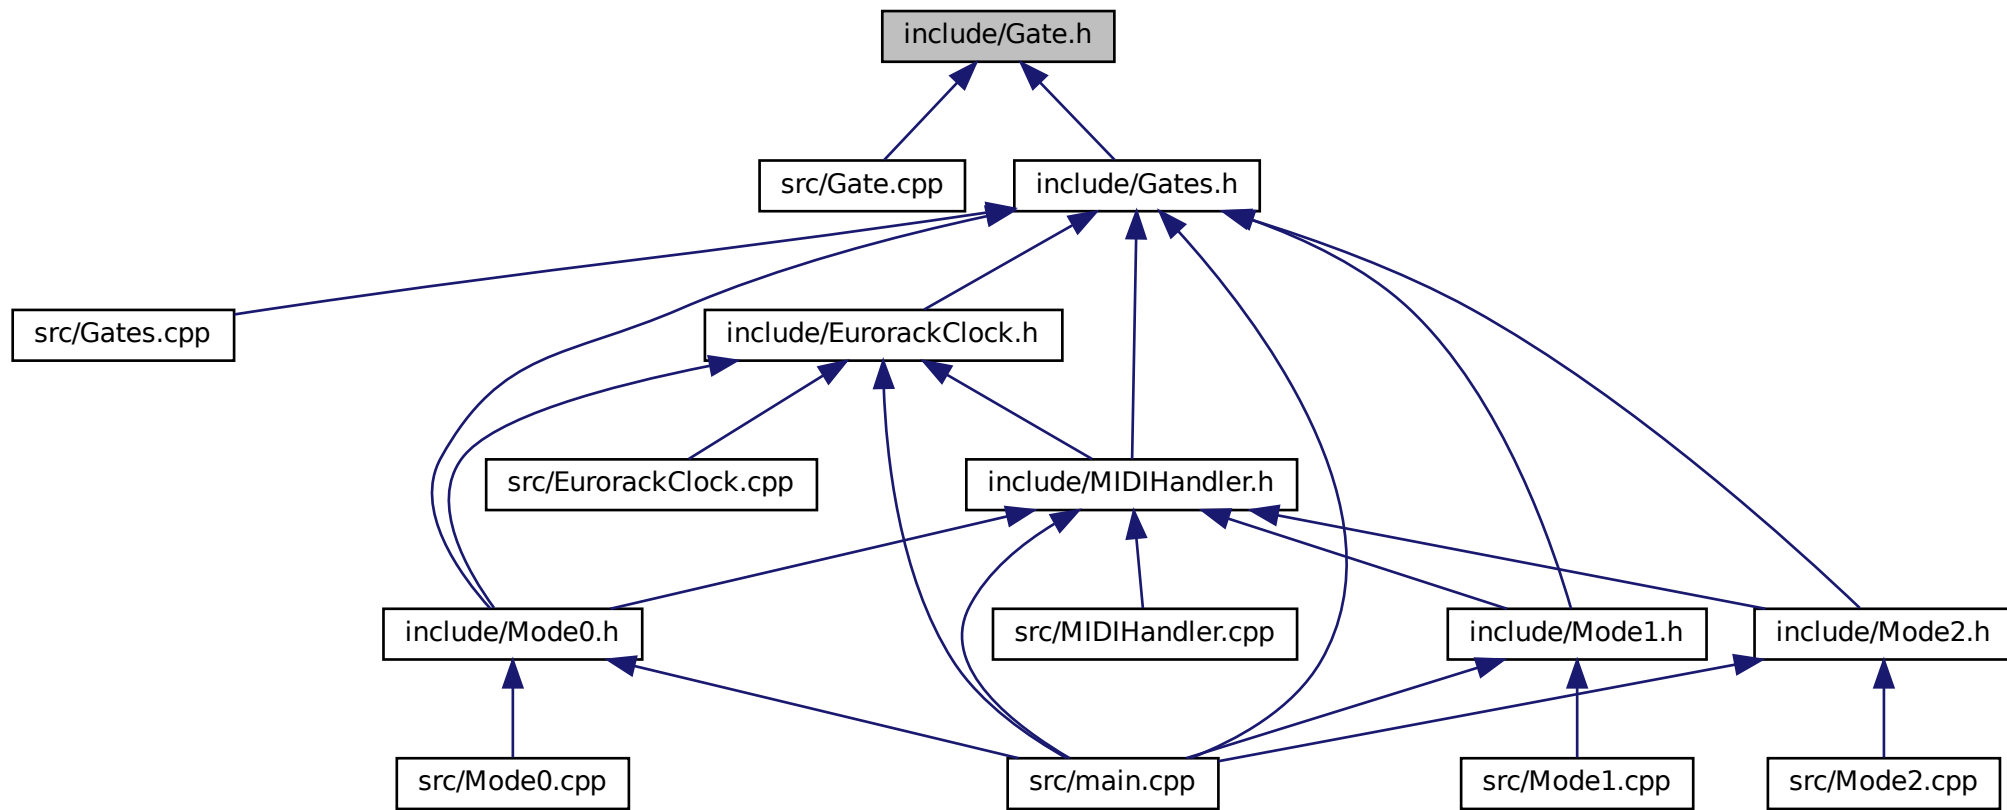 include/Gate.h
src/Gate.cpp
include/Gates.h
src/Gates.cpp
include/EurorackClock.h
src/EurorackClock.cpp
include/MIDIHandler.h
include/Mode0.h
src/MIDIHandler.cpp
include/Mode1.h
include/Mode2.h
src/Mode0.cpp
src/main.cpp
src/Mode1.cpp
src/Mode2.cpp